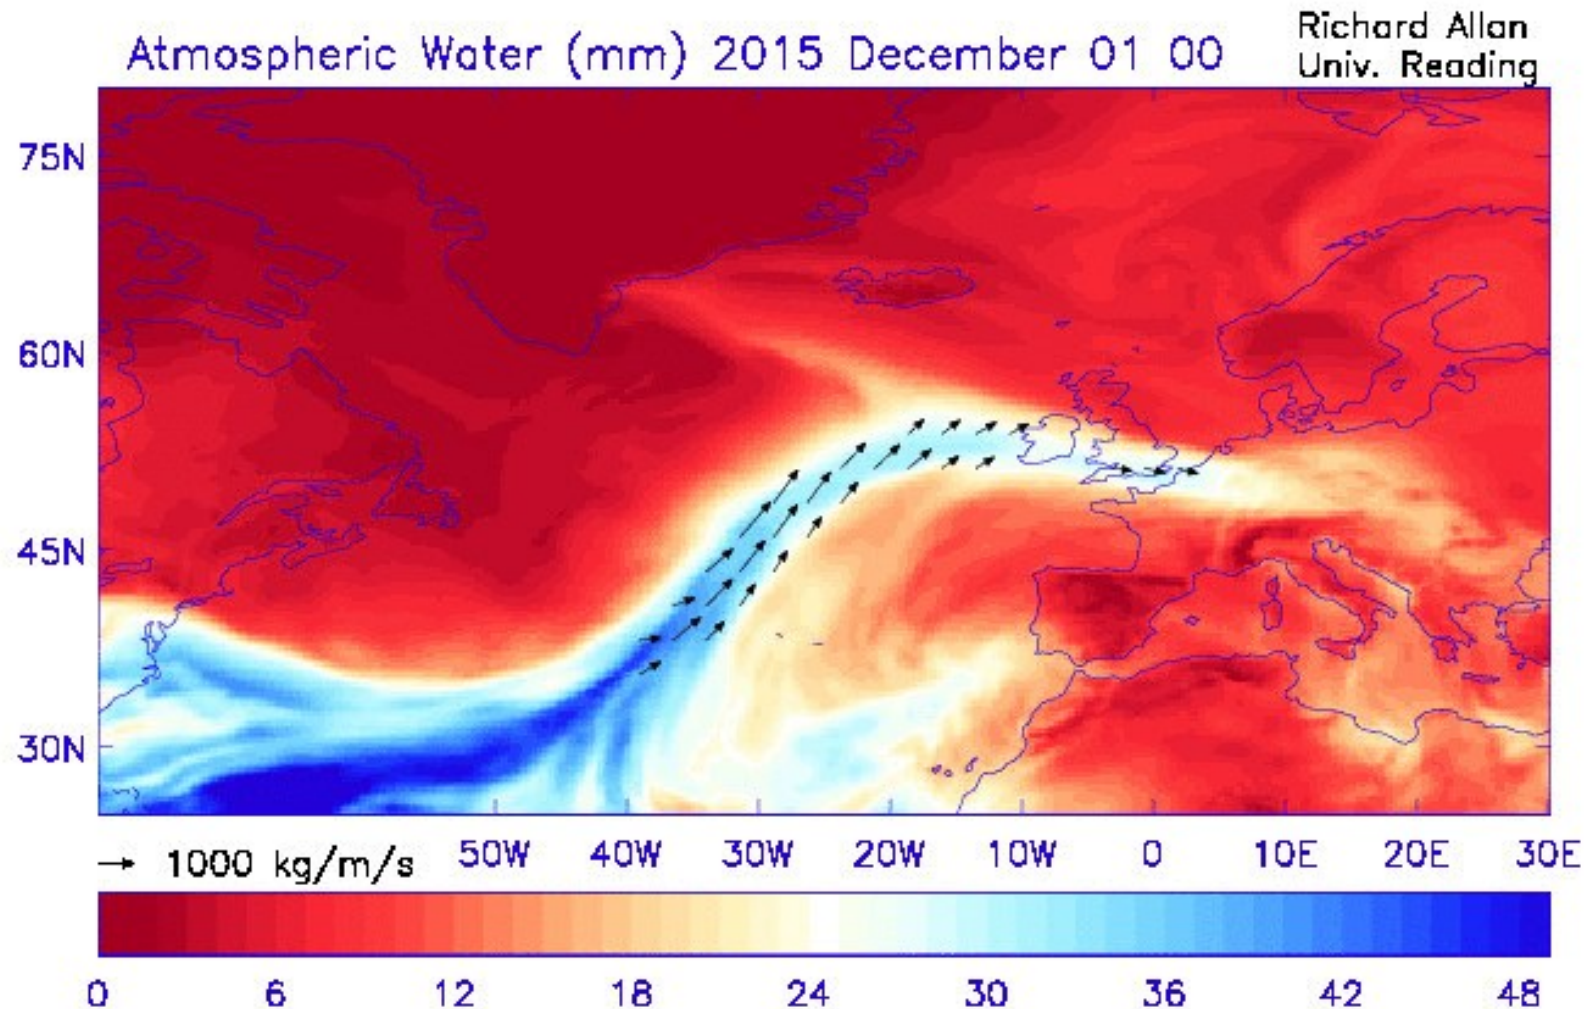 Atmospheric Water (mm) 2015 December 01 00
Richard Allan
Univ. Reading
75N
60N
45N
30N
1000 kg/m/s
50W 40W 30W 20W 10W 0 10E 20E 30E
0 6 12 18 24 30 36 42 48